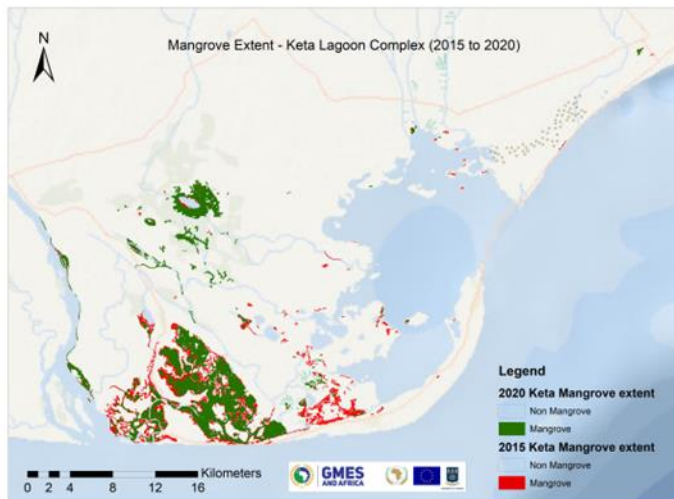 Mangrove Extent - Keta Lagoon Complex (2015 to 2020)
N
Legend
2020 Keta Mangrove extent
Non Mangrove
Mangrove
2015 Keta Mangrove extent
Non Mangrove
Mangrove
0 2 4 8 12 16 Kilometers
GMES
AND AFRICA